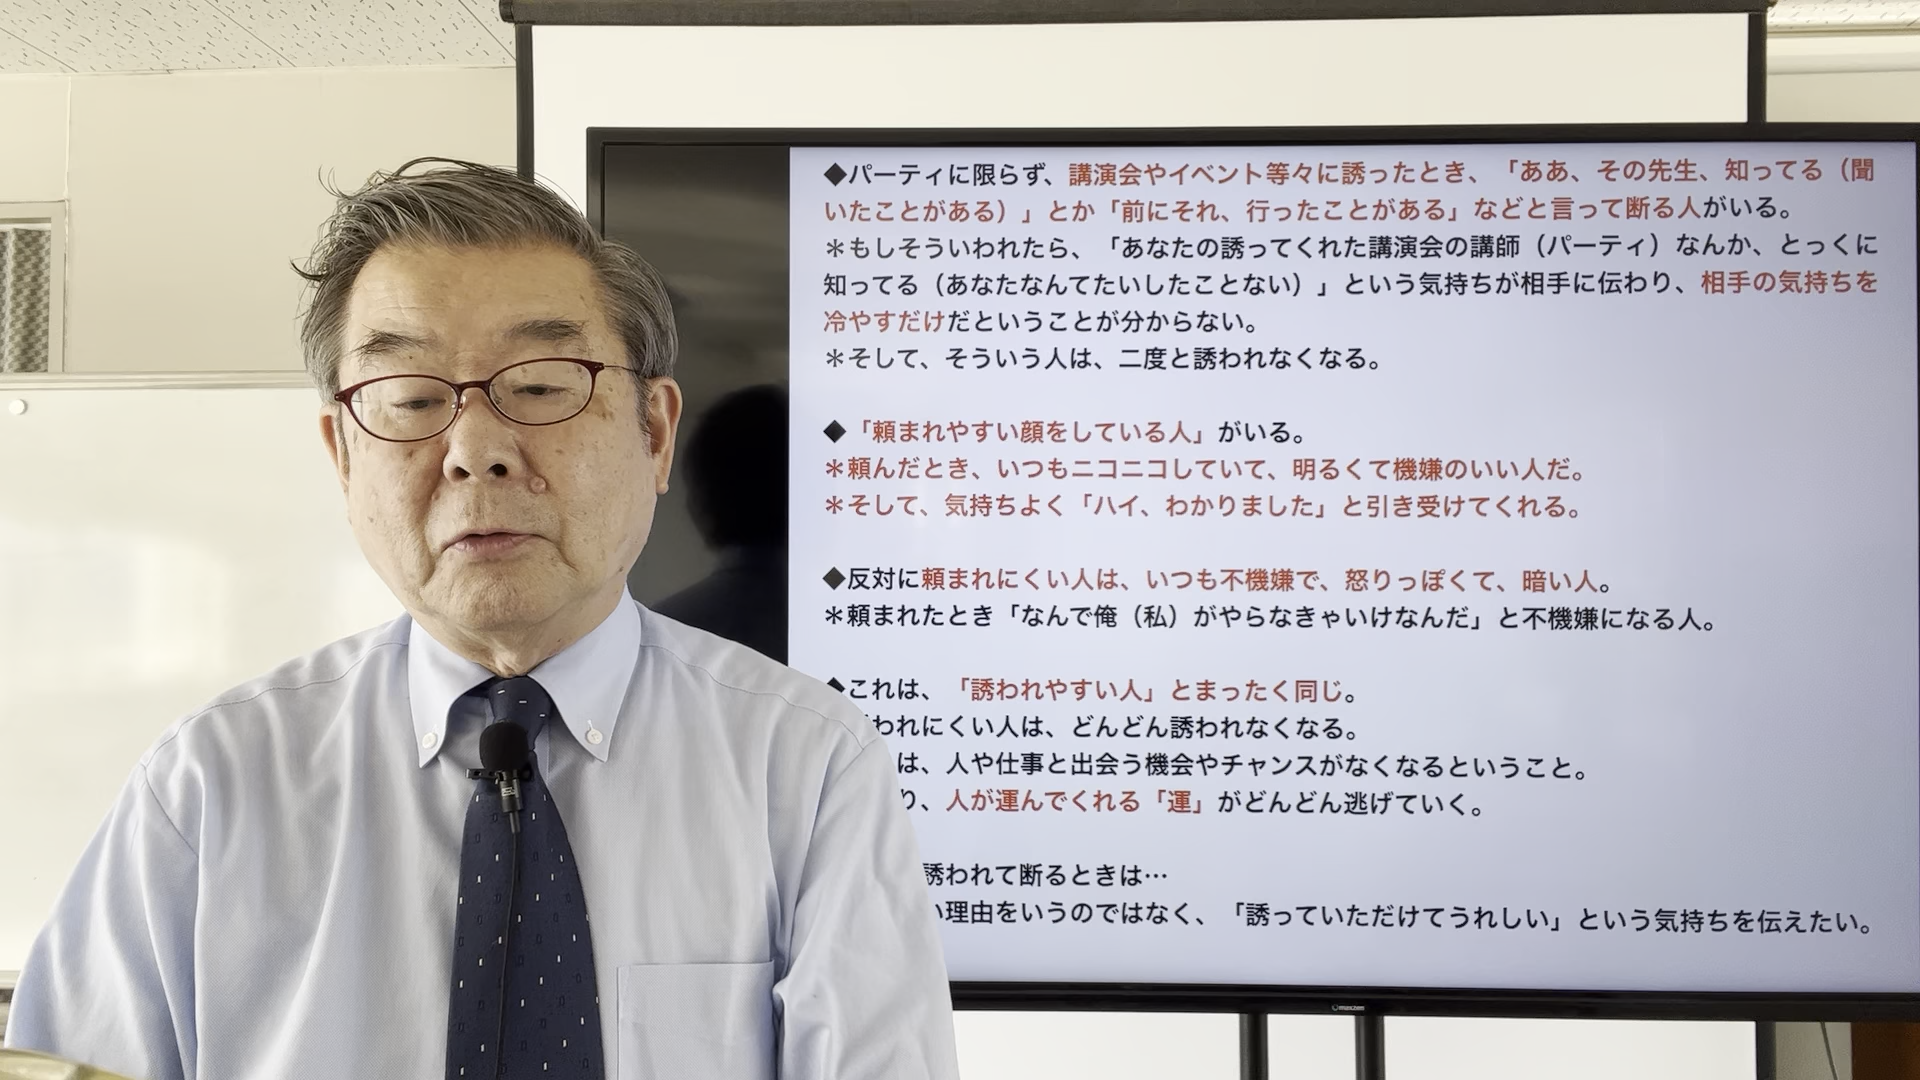 ◆パーティに限らず、講演会やイベント等々に誘ったとき、「ああ、その先生、知ってる（聞
いたことがある）」とか「前にそれ、行ったことがある」などと言って断る人がいる。
＊もしそういわれたら、「あなたの誘ってくれた講演会の講師（パーティ）なんか、とっくに
知ってる（あなたなんてたいしたことない）」という気持ちが相手に伝わり、相手の気持ちを
冷やすだけだということが分からない。
＊そして、そういう人は、二度と誘われなくなる。
◆「頼まれやすい顔をしている人」がいる。
＊頼んだとき、いつもニコニコしていて、明るくて機嫌のいい人だ。
＊そして、気持ちよく「ハイ、わかりました」と引き受けてくれる。
◆反対に頼まれにくい人は、いつも不機嫌で、怒りっぽくて、暗い人。
＊頼まれたとき「なんで俺（私）がやらなきゃいけなんだ」と不機嫌になる人。
◆これは、「誘われやすい人」とまったく同じ。
われにくい人は、どんどん誘われなくなる。
は、人や仕事と出会う機会やチャンスがなくなるということ。
り、人が運んでくれる「運」がどんどん逃げていく。
誘われて断るときは…
い理由をいうのではなく、「誘っていただけてうれしい」という気持ちを伝えたい。
maxzen